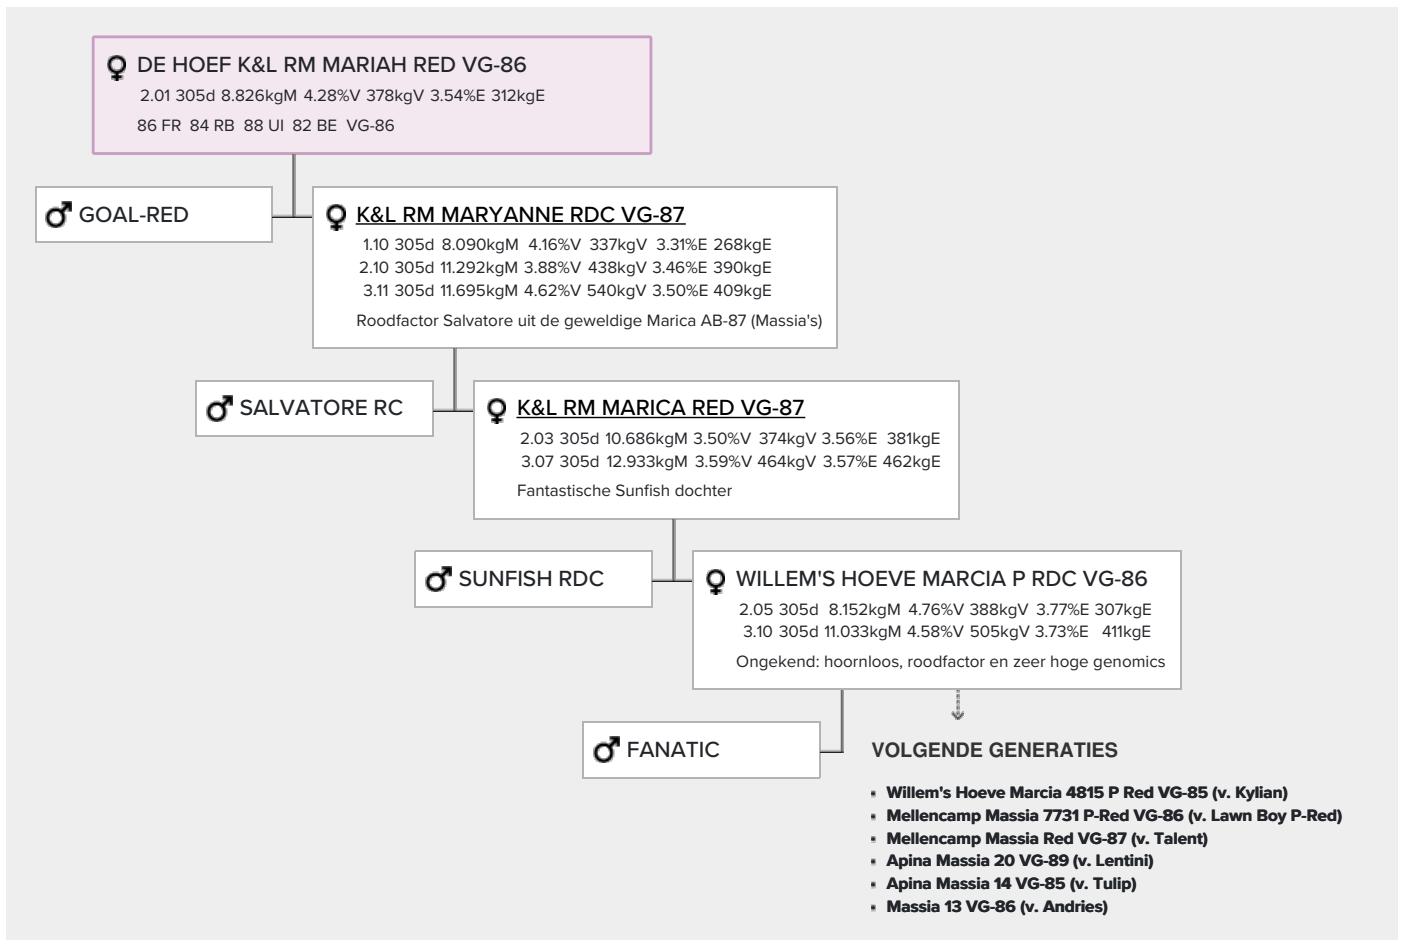 DE HOEF K&L RM MARIAH RED VG-86
2.01 305d 8.826kgM 4.28%V 378kgV 3.54%E 312kgE
86 FR 84 RB 88 UI 82 BE VG-86
GOAL-RED
K&L RM MARYANNE RDC VG-87
1.10 305d 8.090kgM 4.16%V 337kgV 3.31%E 268kgE
2.10 305d 11.292kgM 3.88%V 438kgV 3.46%E 390kgE
3.11 305d 11.695kgM 4.62%V 540kgV 3.50%E 409kgE
Roodfactor Salvatore uit de geweldige Marica AB-87 (Massia's)
SALVATORE RC
K&L RM MARICA RED VG-87
2.03 305d 10.686kgM 3.50%V 374kgV 3.56%E 381kgE
3.07 305d 12.933kgM 3.59%V 464kgV 3.57%E 462kgE
Fantastische Sunfish dochter
SUNFISH RDC
WILLEM'S HOEVE MARCIA P RDC VG-86
2.05 305d 8.152kgM 4.76%V 388kgV 3.77%E 307kgE
3.10 305d 11.033kgM 4.58%V 505kgV 3.73%E 411kgE
Ongekend: hoornloos, roodfactor en zeer hoge genomics
FANATIC
VOLGENDE GENERATIES
Willem's Hoeve Marcia 4815 P Red VG-85 (v. Kylian)
Mellencamp Massia 7731 P-Red VG-86 (v. Lawn Boy P-Red)
Mellencamp Massia Red VG-87 (v. Talent)
Apina Massia 20 VG-89 (v. Lentini)
Apina Massia 14 VG-85 (v. Tulip)
Massia 13 VG-86 (v. Andries)